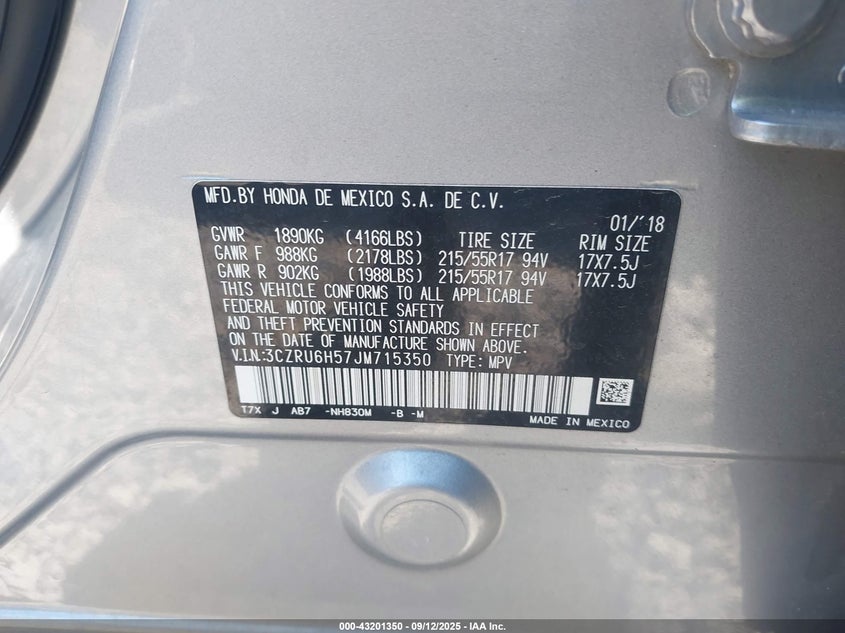 MFD.BY HONDA DE MEXICO S.A. DE C.V.
01/'18
GVWR 1890KG (4166LBS) TIRE SIZE RIM SIZE
GAWR F 988KG (2178LBS) 215/55R17 94V 17X7.5J
GAWR R 902KG (1988LBS) 215/55R17 94V 17X7.5J
THIS VEHICLE CONFORMS TO ALL APPLICABLE
FEDERAL MOTOR VEHICLE SAFETY
AND THEFT PREVENTION STANDARDS IN EFFECT
ON THE DATE OF MANUFACTURE SHOWN ABOVE.
V.I.N:3CZRU6H57JM715350 TYPE: MPV
T7X J AB7 -NH830M -B -M
MADE IN MEXICO
000-43201350 - 09/12/2025 - IAA Inc.